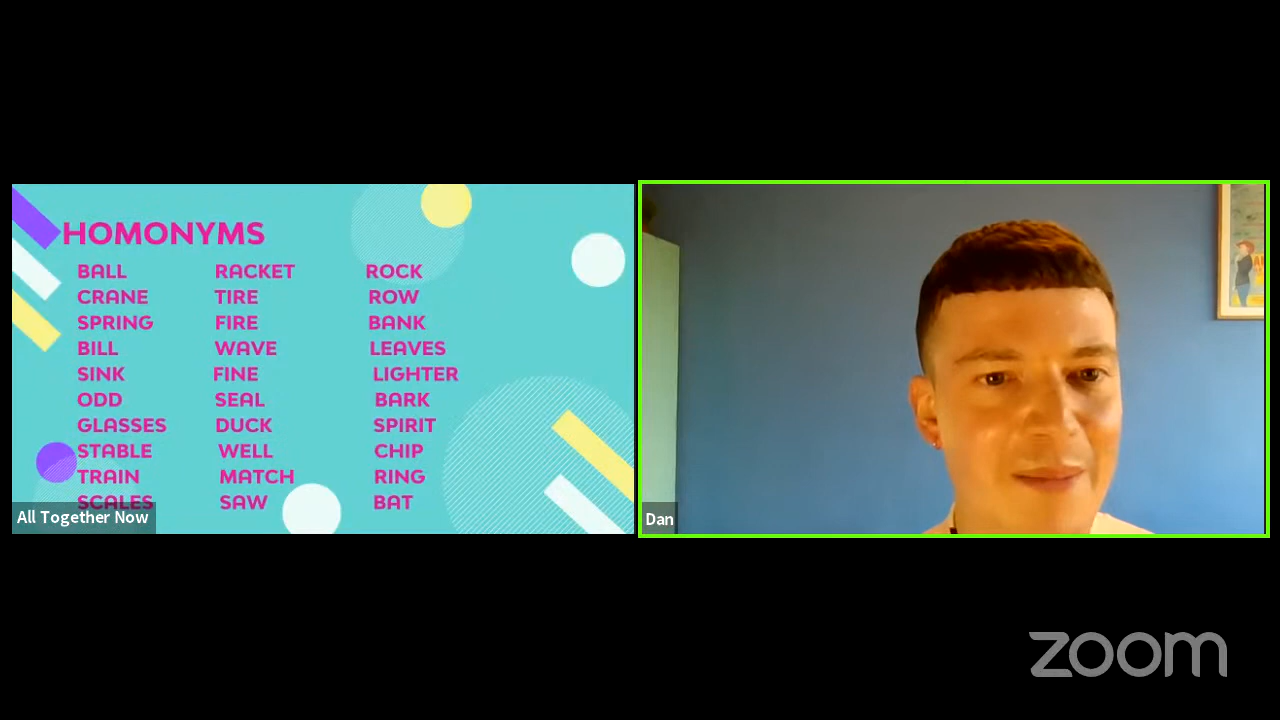 HOMONYMS
BALL RACKET ROCK
CRANE TIRE ROW
SPRING FIRE BANK
BILL WAVE LEAVES
SINK FINE LIGHTER
ODD SEAL BARK
GLASSES DUCK SPIRIT
STABLE WELL CHIP
TRAIN MATCH RING
SCALES SAW BAT
All Together Now
Dan
zoom